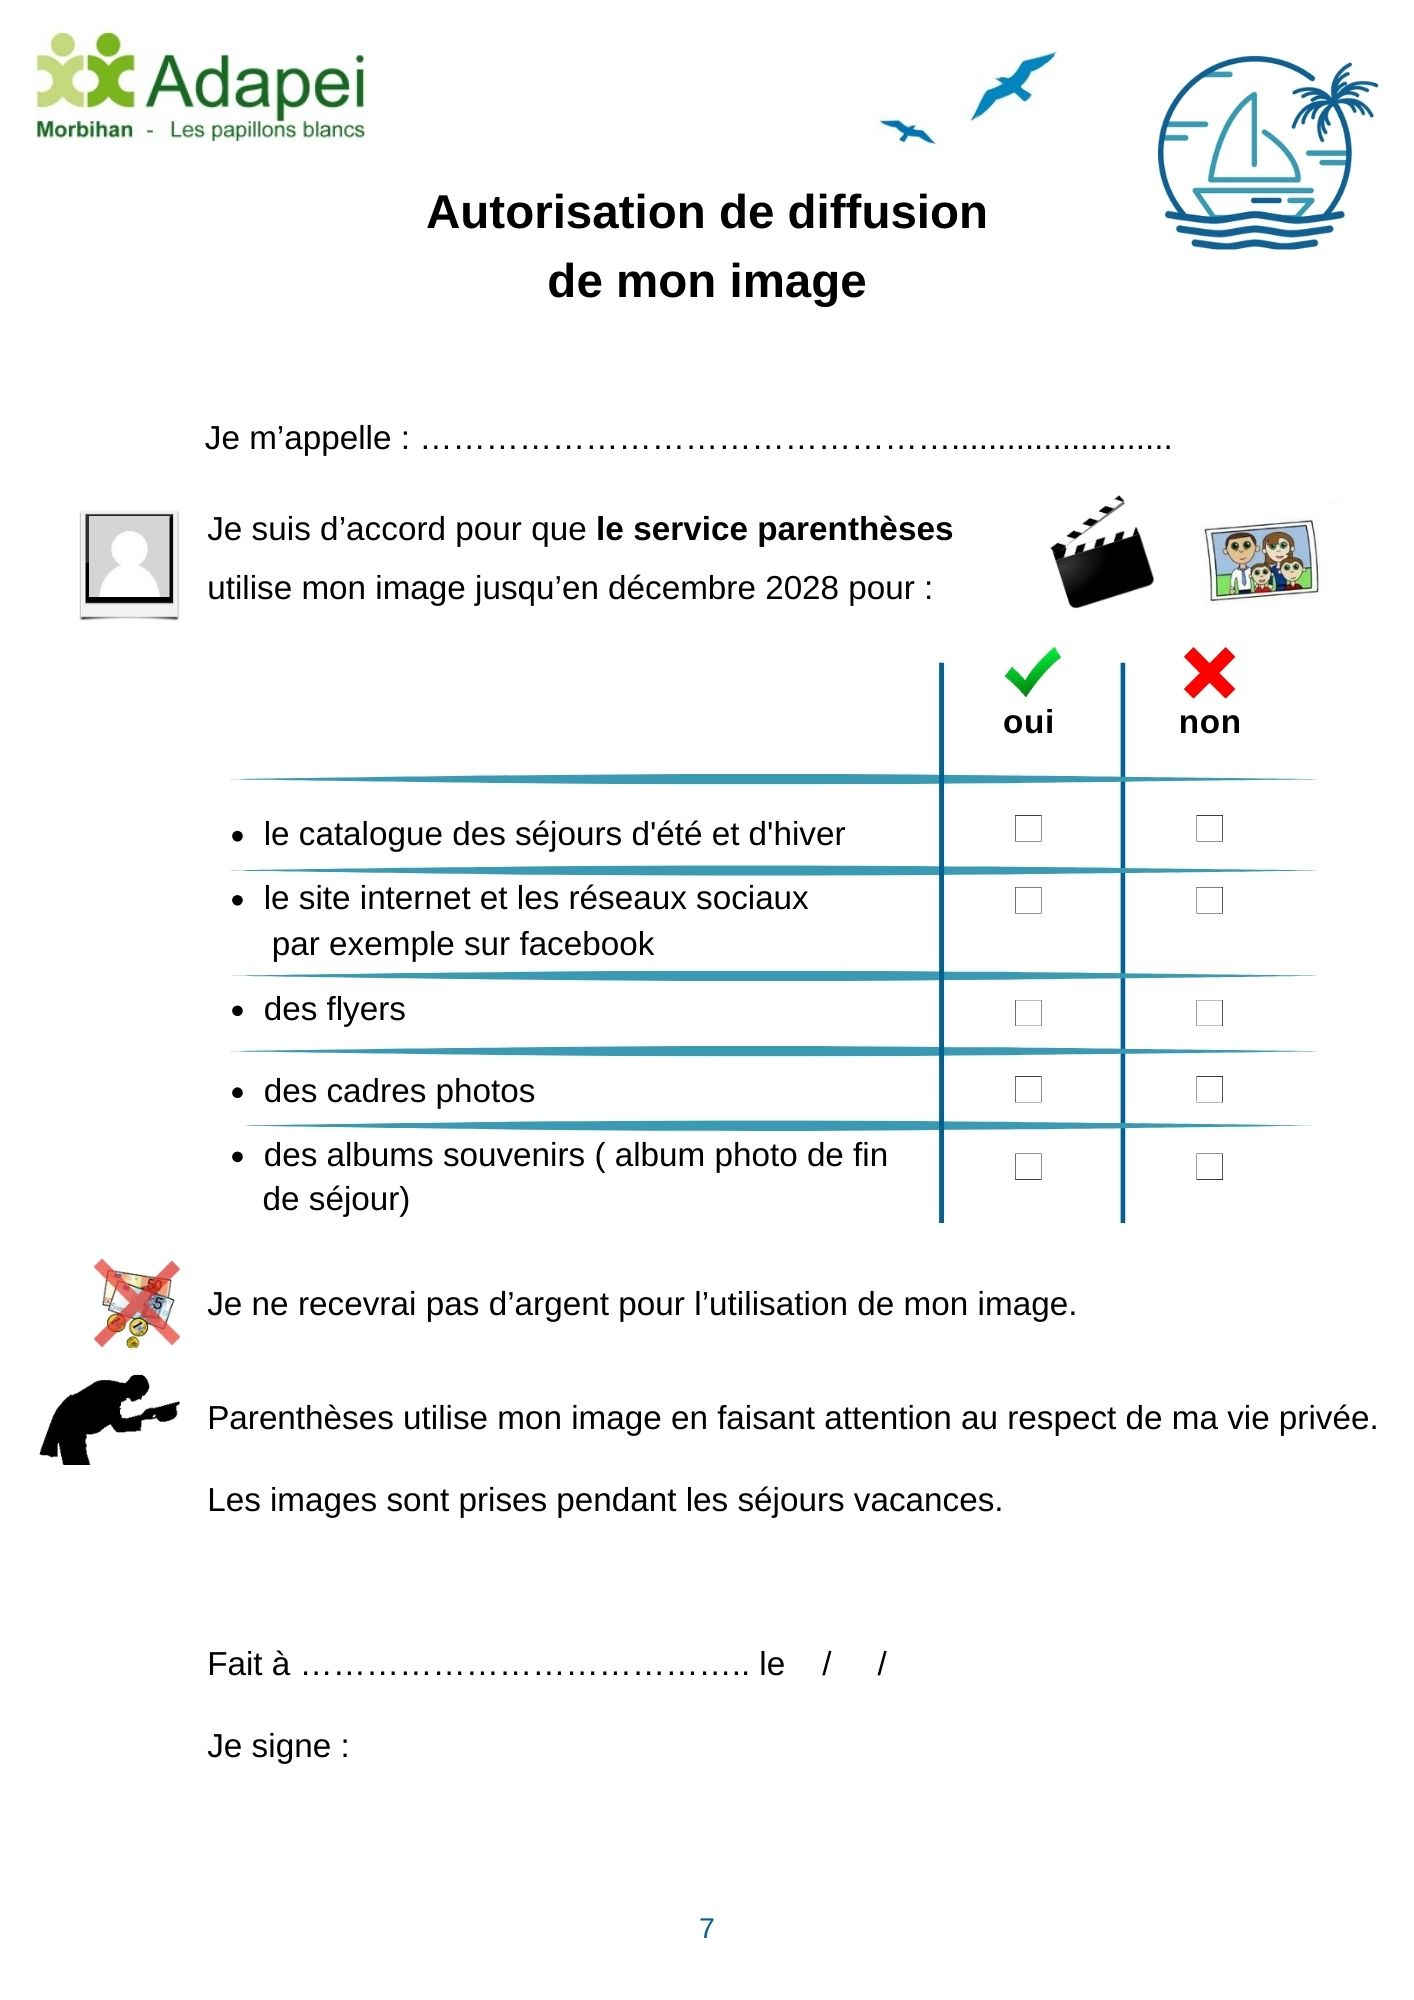 Adapei
Morbihan - Les papillons blancs
Autorisation de diffusion
de mon image
Je m’appelle : …………………………………………........................
Je suis d’accord pour que le service parenthèses
utilise mon image jusqu’en décembre 2028 pour :
oui non
• le catalogue des séjours d'été et d'hiver ☐ ☐
• le site internet et les réseaux sociaux ☐ ☐
par exemple sur facebook
• des flyers ☐ ☐
• des cadres photos ☐ ☐
• des albums souvenirs ( album photo de fin ☐ ☐
de séjour)
Je ne recevrai pas d’argent pour l’utilisation de mon image.
Parenthèses utilise mon image en faisant attention au respect de ma vie privée.
Les images sont prises pendant les séjours vacances.
Fait à ………………………………….. le / /
Je signe :
7